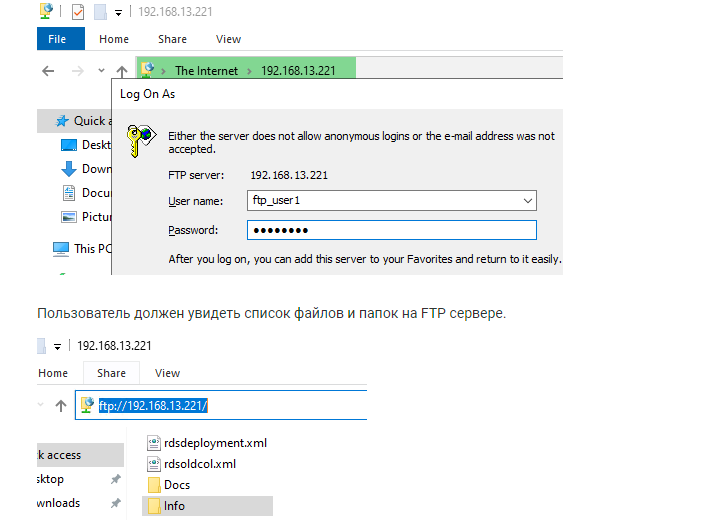 192.168.13.221
File Home Share View
The Internet 192.168.13.221
Log On As
Quick a
Either the server does not allow anonymous logins or the e-mail address was not
accepted.
Deskt
Down
FTP server: 192.168.13.221
Docu
User name: ftp_user1
Pictur
Password: ●●●●●●●●
This PC
After you log on, you can add this server to your Favorites and return to it easily.
Пользователь должен увидеть список файлов и папок на FTP сервере.
192.168.13.221
Home Share View
ftp://192.168.13.221/
rdsdeployment.xml
k access
rdsoldcol.xml
sktop
Docs
wnloads
Info